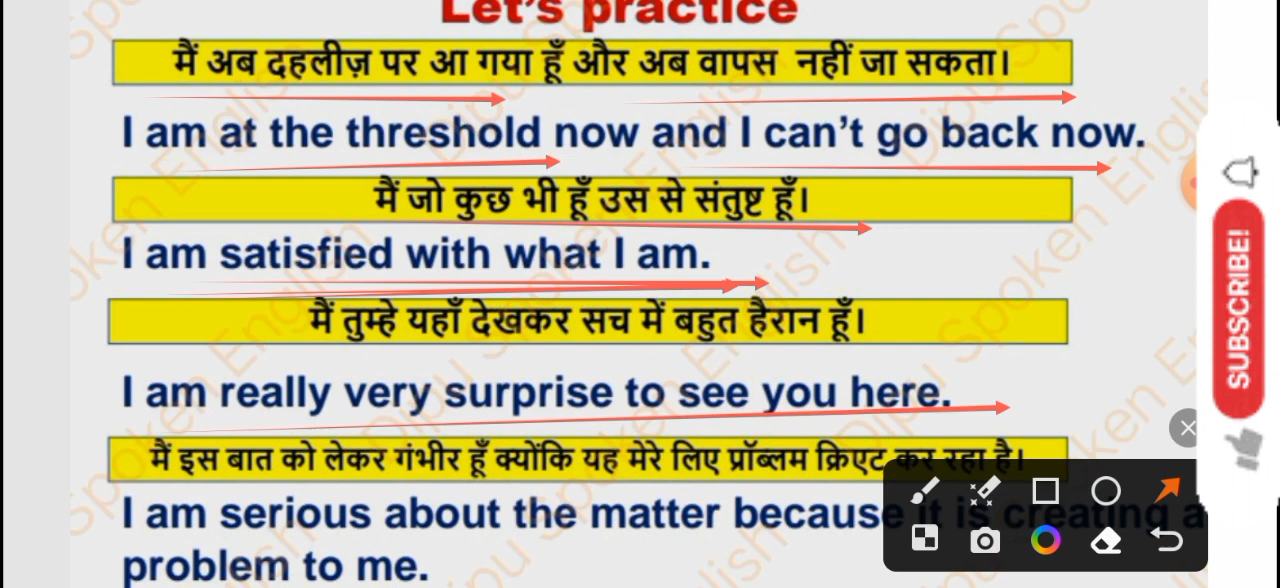 Let's practice
मैं अब दहलीज़ पर आ गया हूँ और अब वापस नहीं जा सकता।
I am at the threshold now and I can't go back now.
मैं जो कुछ भी हूँ उस से संतुष्ट हूँ।
I am satisfied with what I am.
मैं तुम्हे यहाँ देखकर सच में बहुत हैरान हूँ।
I am really very surprise to see you here.
मैं इस बात को लेकर गंभीर हूँ क्योंकि यह मेरे लिए प्रॉब्लम क्रिएट कर रहा है।
I am serious about the matter because it is creating a
problem to me.
SUBSCRIBE!
Dipu Spoken English